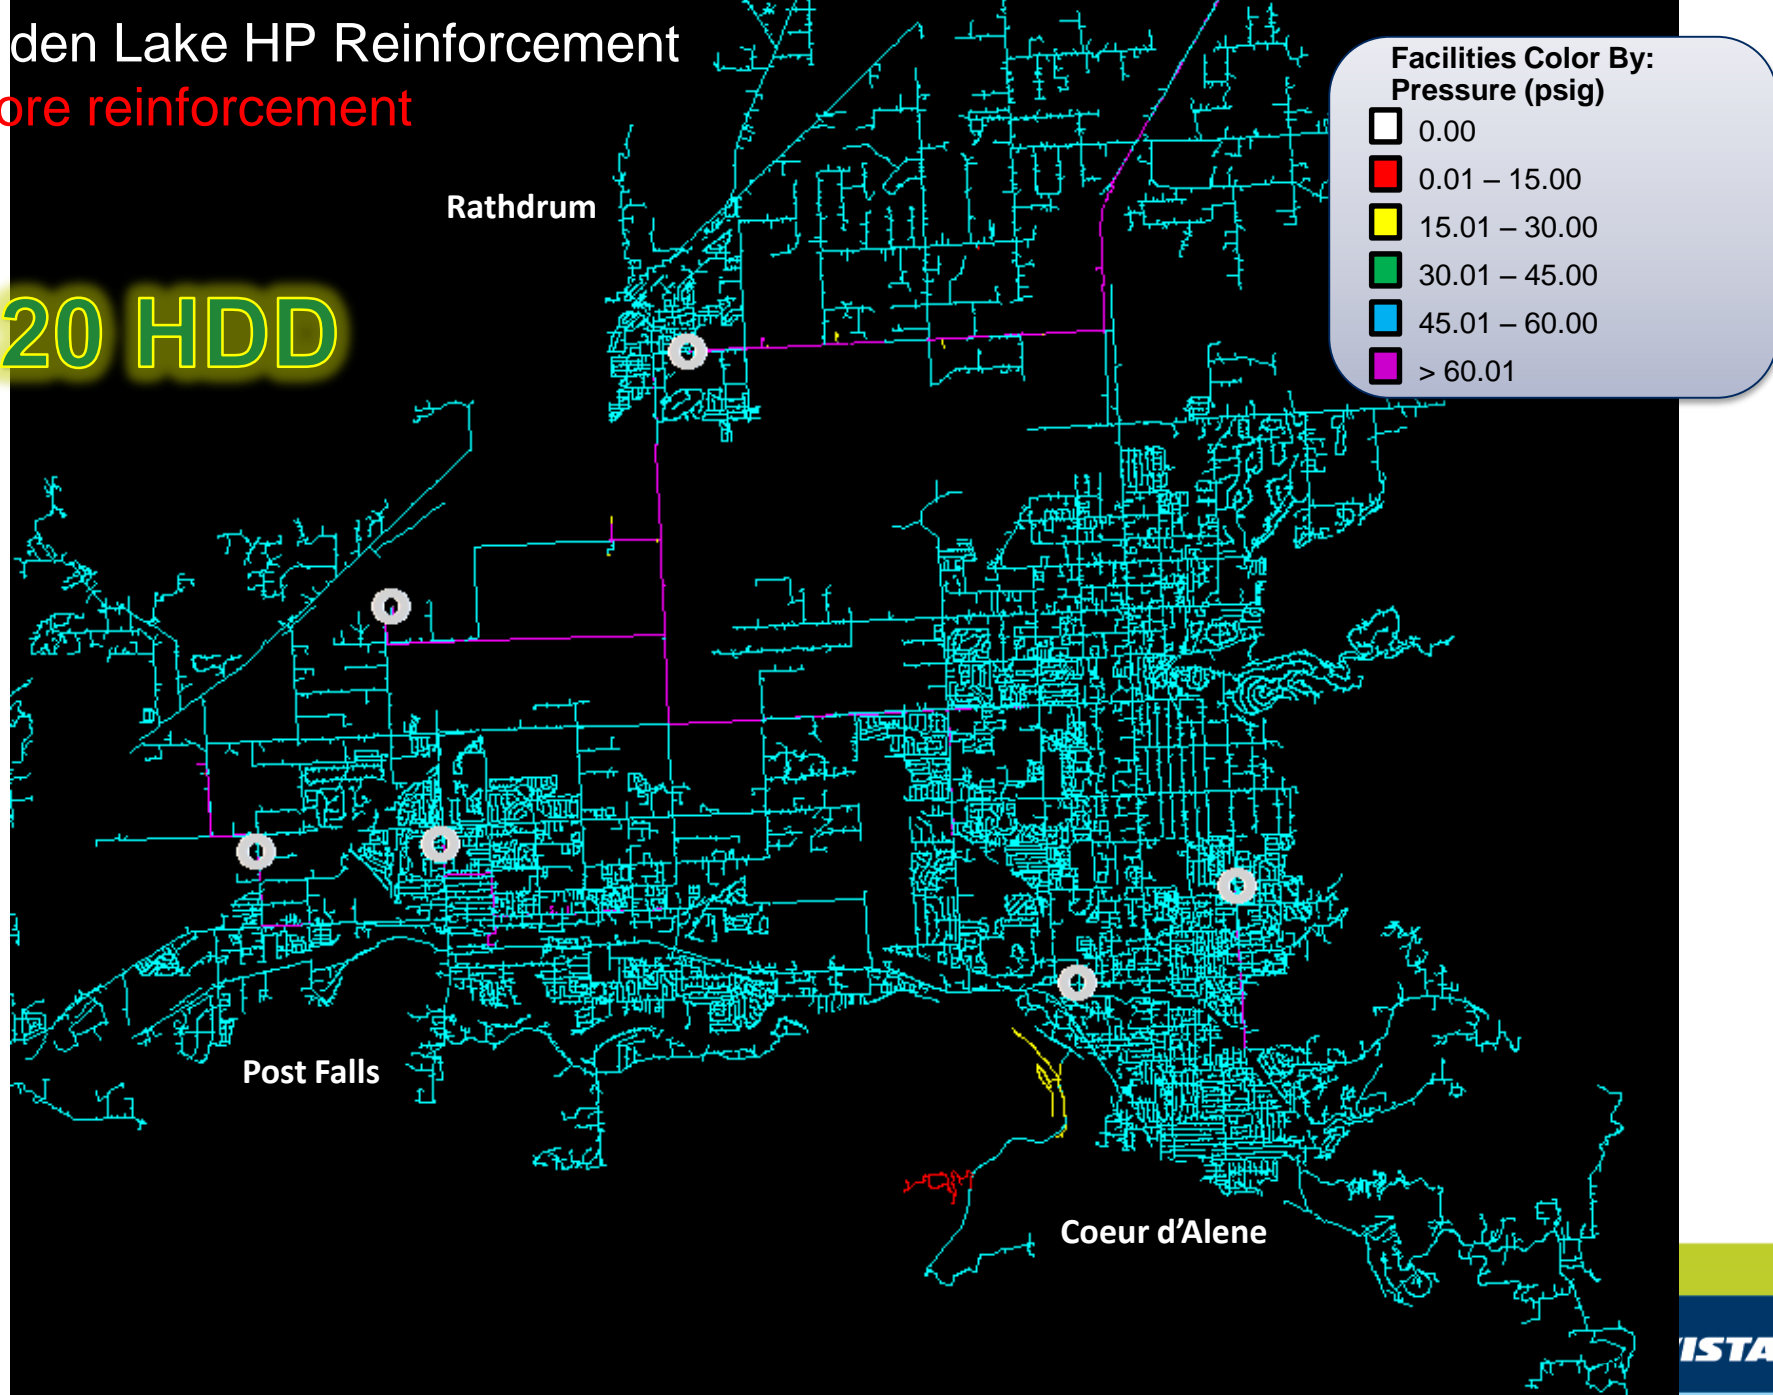 den Lake HP Reinforcement
ore reinforcement
Facilities Color By:
Pressure (psig)
0.00
0.01 – 15.00
15.01 – 30.00
30.01 – 45.00
45.01 – 60.00
> 60.01
Rathdrum
20 HDD
Post Falls
Coeur d’Alene
VISTA